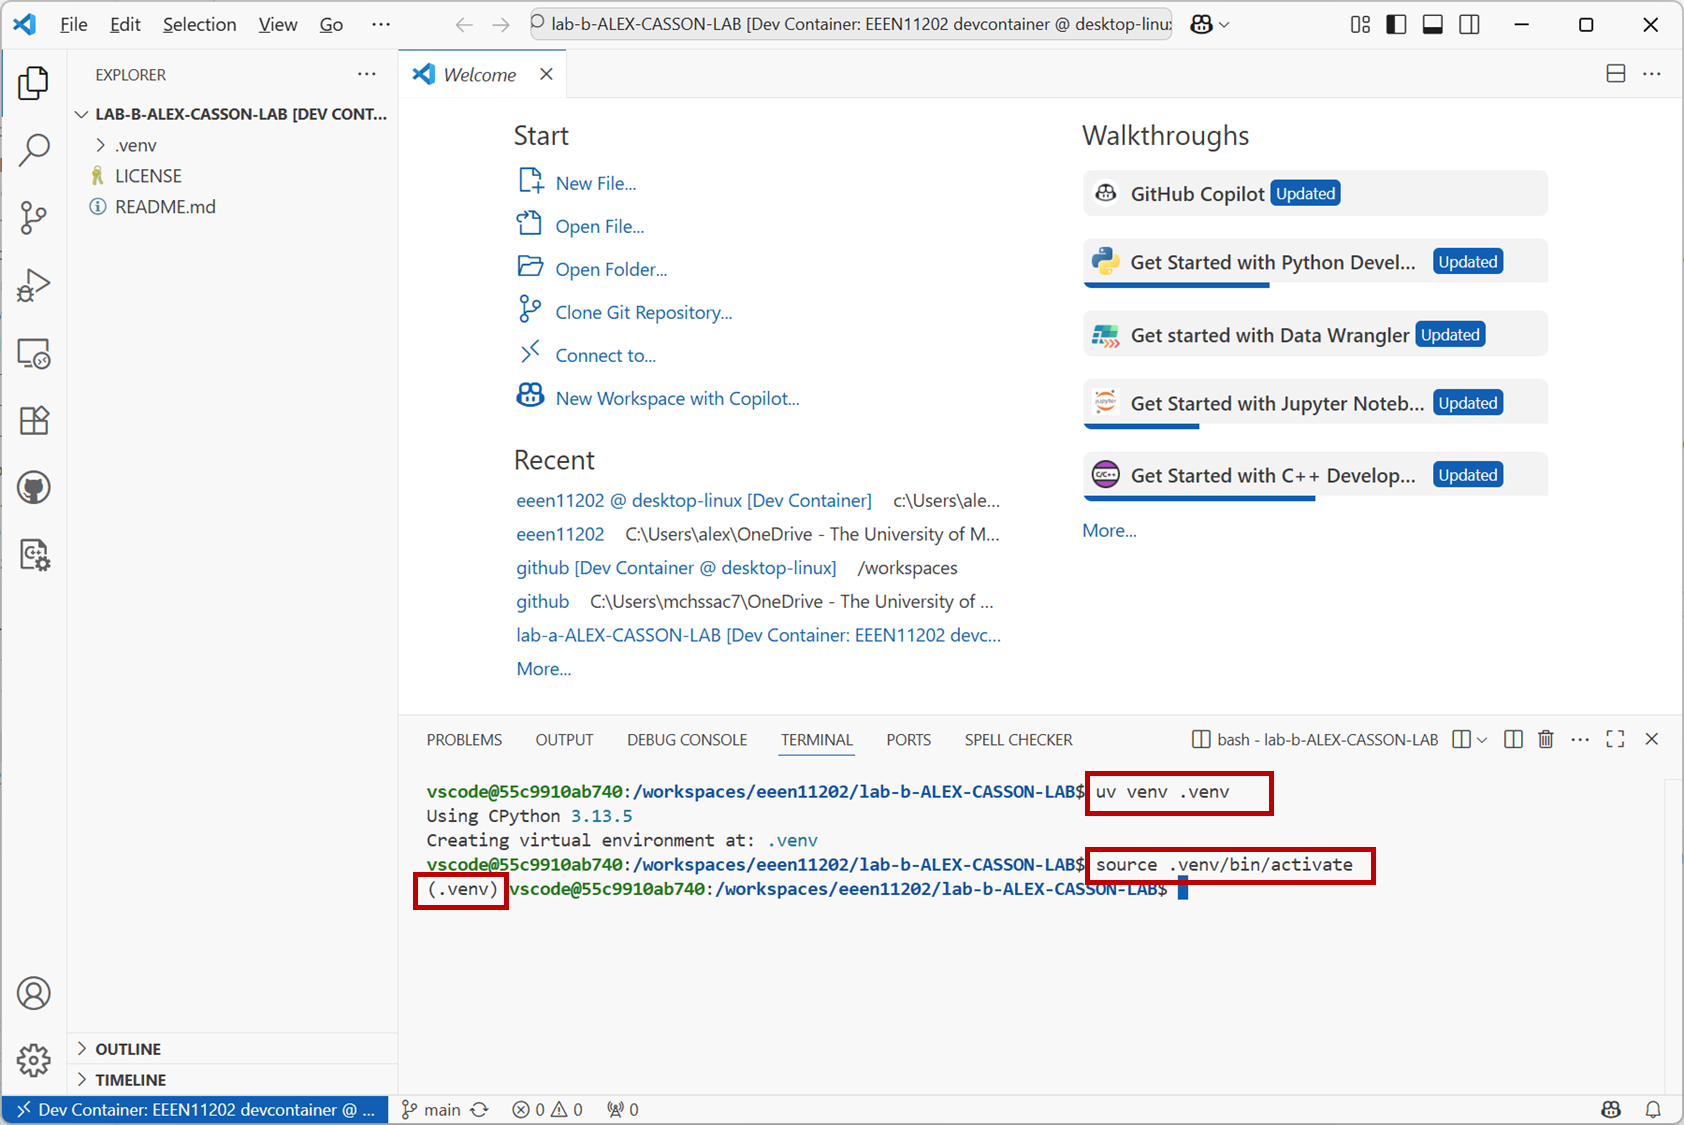 File Edit Selection View Go ···
lab-b-ALEX-CASSON-LAB [Dev Container: EEEN11202 devcontainer @ desktop-linux
EXPLORER ···
LAB-B-ALEX-CASSON-LAB [DEV CONT...
.venv
LICENSE
README.md
OUTLINE
TIMELINE
Welcome
Start
New File...
Open File...
Open Folder...
Clone Git Repository...
Connect to...
New Workspace with Copilot...
Recent
eeen11202 @ desktop-linux [Dev Container] c:\Users\ale...
eeen11202 C:\Users\alex\OneDrive - The University of M...
github [Dev Container @ desktop-linux] /workspaces
github C:\Users\mchssac7\OneDrive - The University of ...
lab-a-ALEX-CASSON-LAB [Dev Container: EEEN11202 devc...
More...
Walkthroughs
GitHub Copilot Updated
Get Started with Python Devel... Updated
Get started with Data Wrangler Updated
Jupyter
Get Started with Jupyter Noteb... Updated
C/C++
Get Started with C++ Develop... Updated
More...
PROBLEMS OUTPUT DEBUG CONSOLE TERMINAL PORTS SPELL CHECKER bash - lab-b-ALEX-CASSON-LAB
vscode@55c9910ab740:/workspaces/eeen11202/lab-b-ALEX-CASSON-LAB$ uv venv .venv
Using CPython 3.13.5
Creating virtual environment at: .venv
vscode@55c9910ab740:/workspaces/eeen11202/lab-b-ALEX-CASSON-LAB$ source .venv/bin/activate
(.venv) vscode@55c9910ab740:/workspaces/eeen11202/lab-b-ALEX-CASSON-LAB$
Dev Container: EEEN11202 devcontainer @ ... main 0 0 0